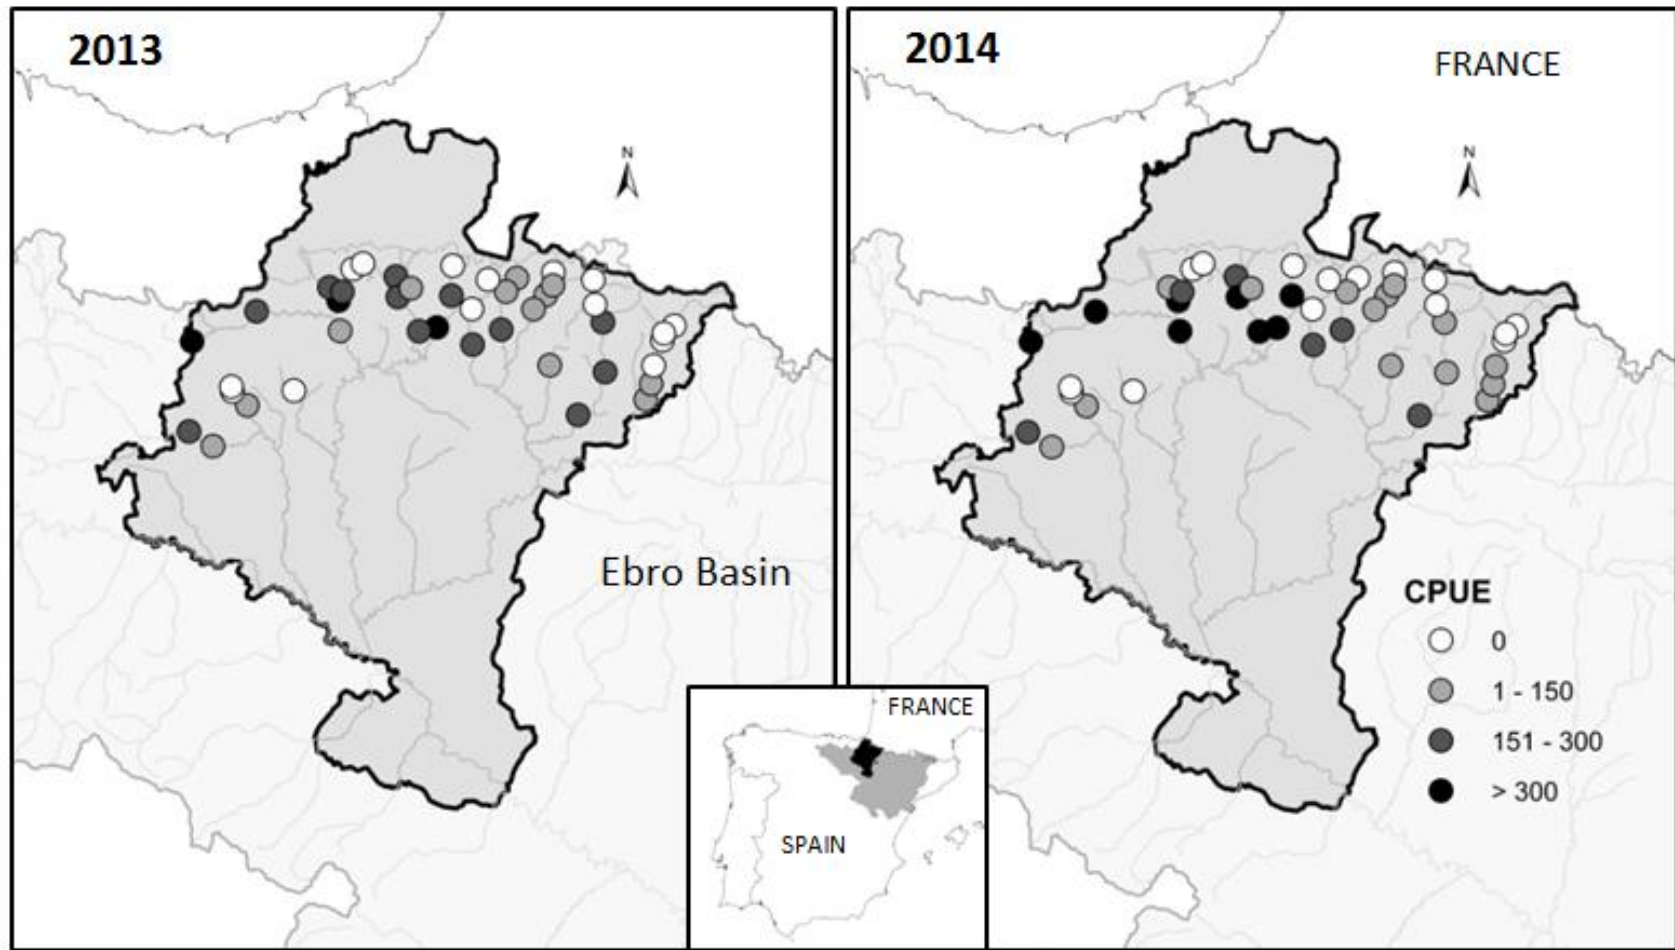 2013
N
Ebro Basin
2014
FRANCE
N
CPUE
0
1 - 150
151 - 300
> 300
FRANCE
SPAIN